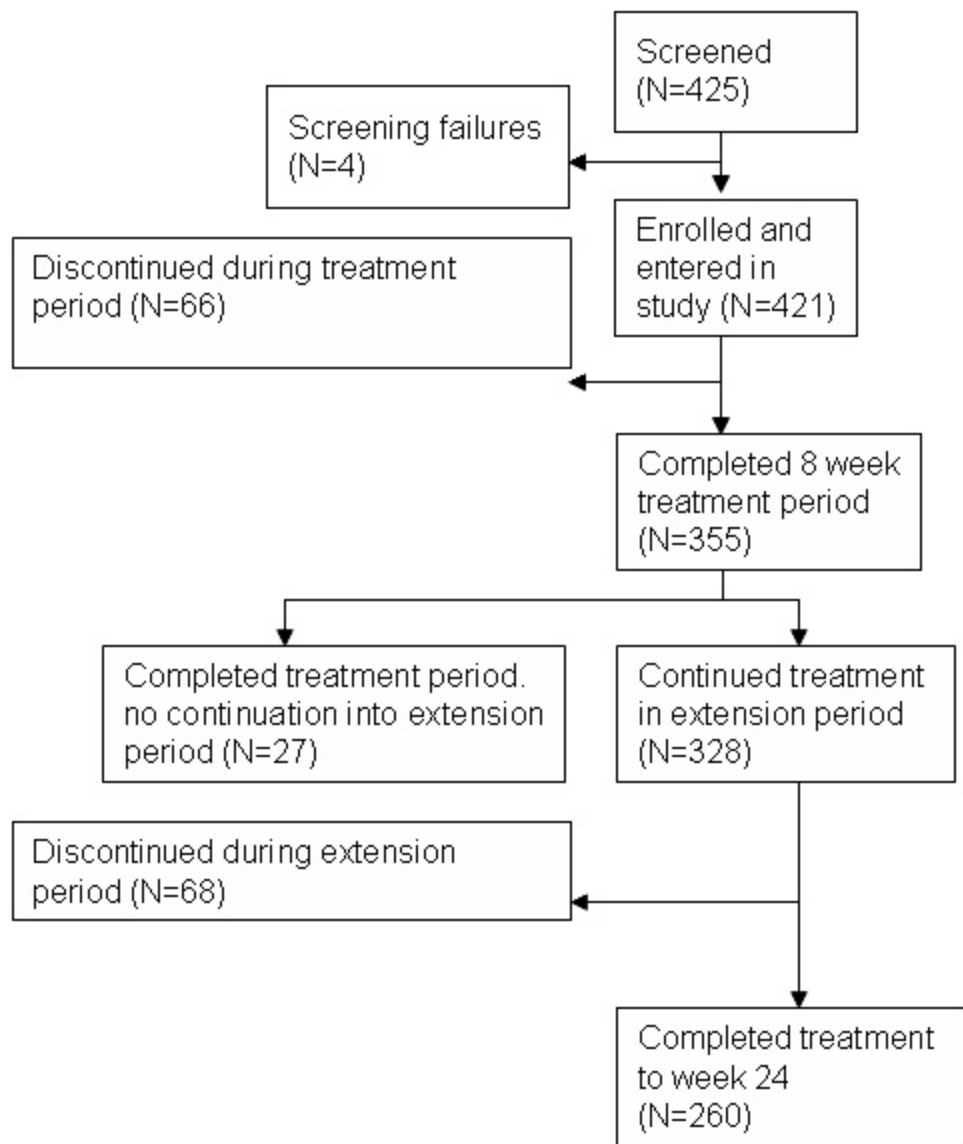 Screened
(N=425)
Screening failures
(N=4)
Enrolled and
entered in
study (N=421)
Discontinued during treatment
period (N=66)
Completed 8 week
treatment period
(N=355)
Completed treatment period.
no continuation into extension
period (N=27)
Continued treatment
in extension period
(N=328)
Discontinued during extension
period (N=68)
Completed treatment
to week 24
(N=260)